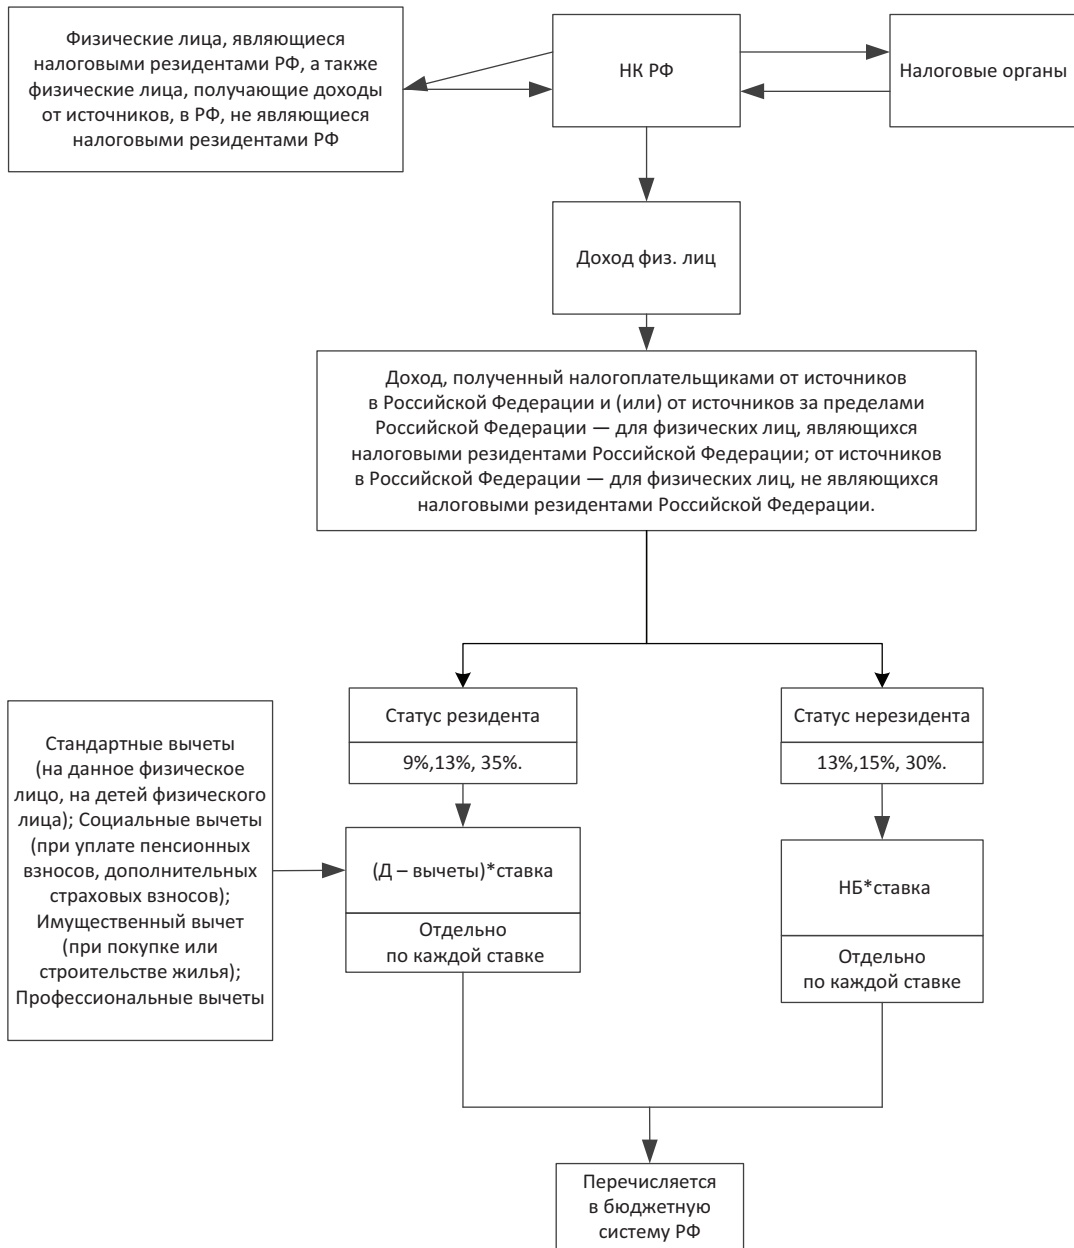 Физические лица, являющиеся
налоговыми резидентами РФ, а также
физические лица, получающие доходы
от источников, в РФ, не являющиеся
налоговыми резидентами РФ
НК РФ
Налоговые органы
Доход физ. лиц
Доход, полученный налогоплательщиками от источников
в Российской Федерации и (или) от источников за пределами
Российской Федерации — для физических лиц, являющихся
налоговыми резидентами Российской Федерации; от источников
в Российской Федерации — для физических лиц, не являющихся
налоговыми резидентами Российской Федерации.
Статус резидента
9%,13%, 35%.
Статус нерезидента
13%,15%, 30%.
Стандартные вычеты
(на данное физическое
лицо, на детей физического
лица); Социальные вычеты
(при уплате пенсионных
взносов, дополнительных
страховых взносов);
Имущественный вычет
(при покупке или
строительстве жилья);
Профессиональные вычеты
(Д – вычеты)*ставка
Отдельно
по каждой ставке
НБ*ставка
Отдельно
по каждой ставке
Перечисляется
в бюджетную
систему РФ